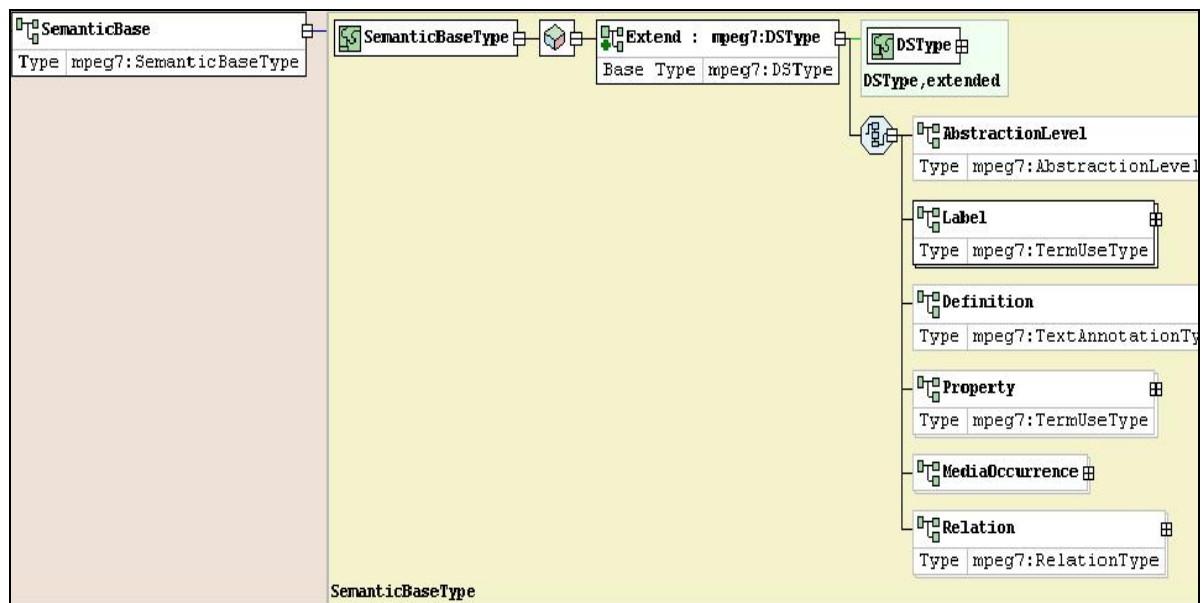 SemanticBase
Type mpeg7:SemanticBaseType
SemanticBaseType
Extend : mpeg7:DSType
Base Type mpeg7:DSType
DSType
DSType,extended
AbstractionLevel
Type mpeg7:AbstractionLevel
Label
Type mpeg7:TermUseType
Definition
Type mpeg7:TextAnnotationTy
Property
Type mpeg7:TermUseType
MediaOccurrence
Relation
Type mpeg7:RelationType
SemanticBaseType